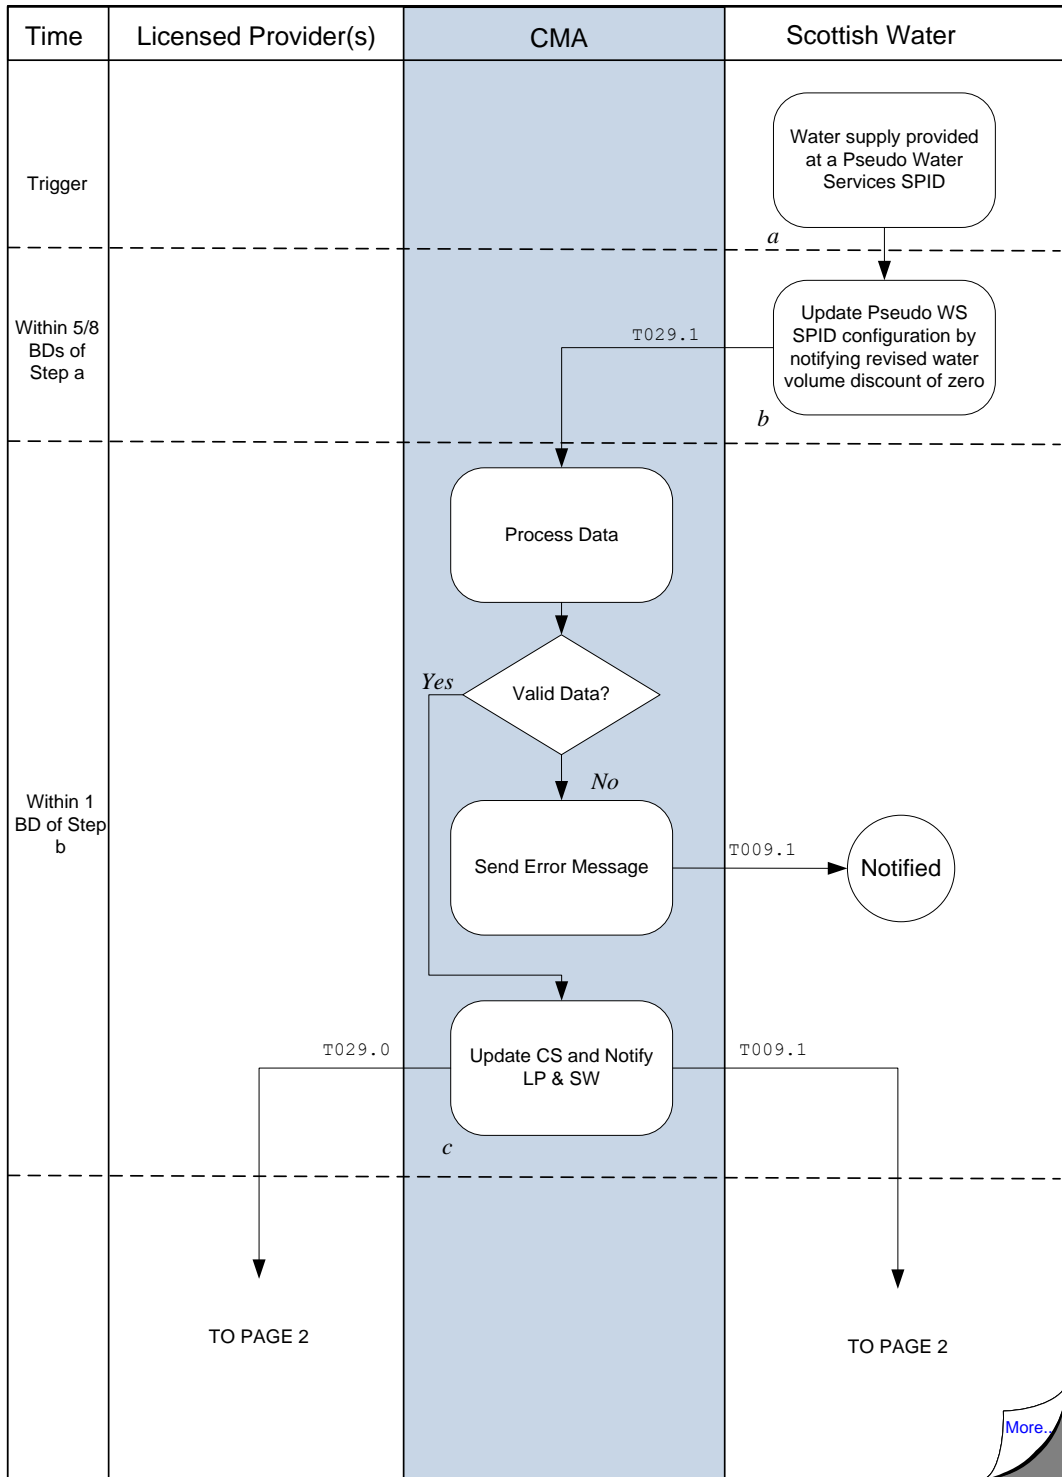 Time
Licensed Provider(s)
CMA
Scottish Water
Trigger
Water supply provided
at a Pseudo Water
Services SPID
a
Within 5/8
BDs of
Step a
Update Pseudo WS
SPID configuration by
notifying revised water
volume discount of zero
T029.1
b
Process Data
Valid Data?
Yes
No
Within 1
BD of Step
b
Send Error Message
T009.1
Notified
T029.0
Update CS and Notify
LP & SW
T009.1
c
TO PAGE 2
TO PAGE 2
More..